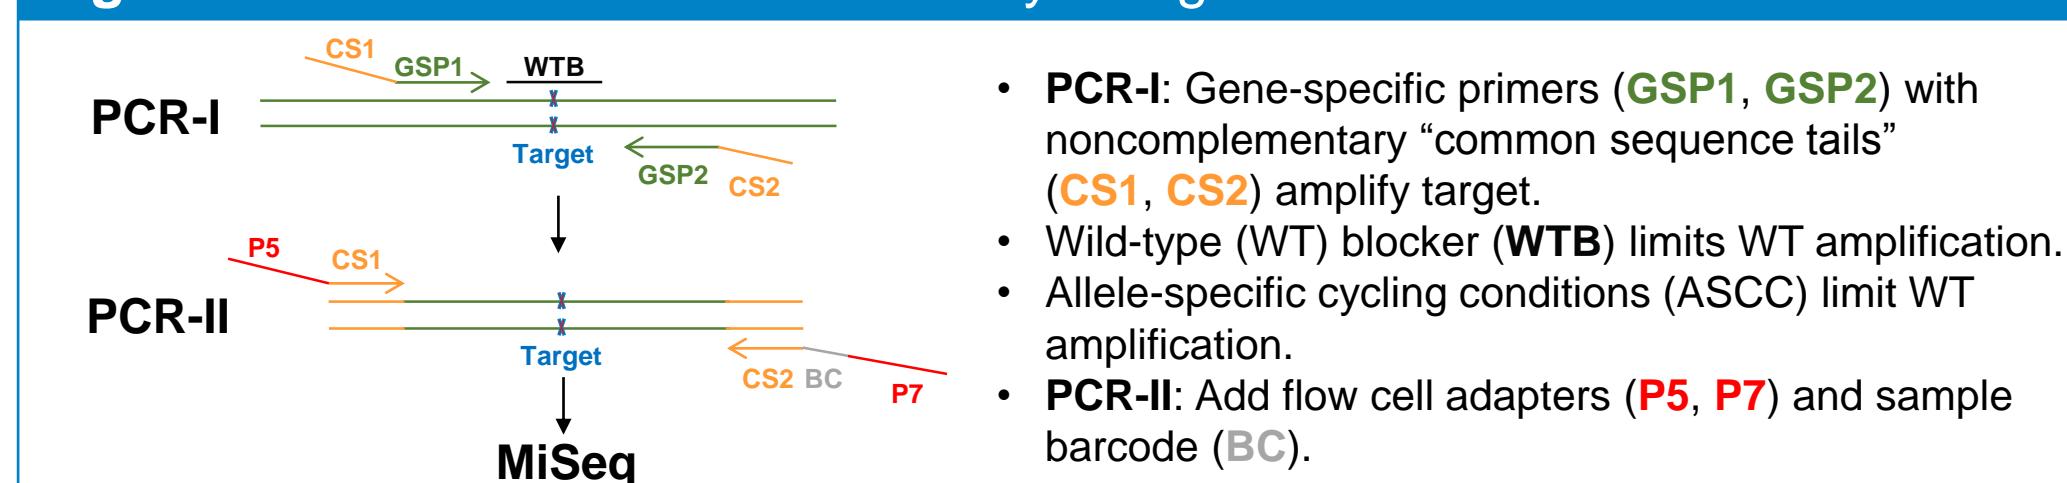 CS1
GSP1
WTB
PCR-I
Target
GSP2
CS2
P5
CS1
PCR-II
Target
CS2 BC
P7
MiSeq
• PCR-I: Gene-specific primers (GSP1, GSP2) with
noncomplementary “common sequence tails”
(CS1, CS2) amplify target.
• Wild-type (WT) blocker (WTB) limits WT amplification.
• Allele-specific cycling conditions (ASCC) limit WT
amplification.
• PCR-II: Add flow cell adapters (P5, P7) and sample
barcode (BC).